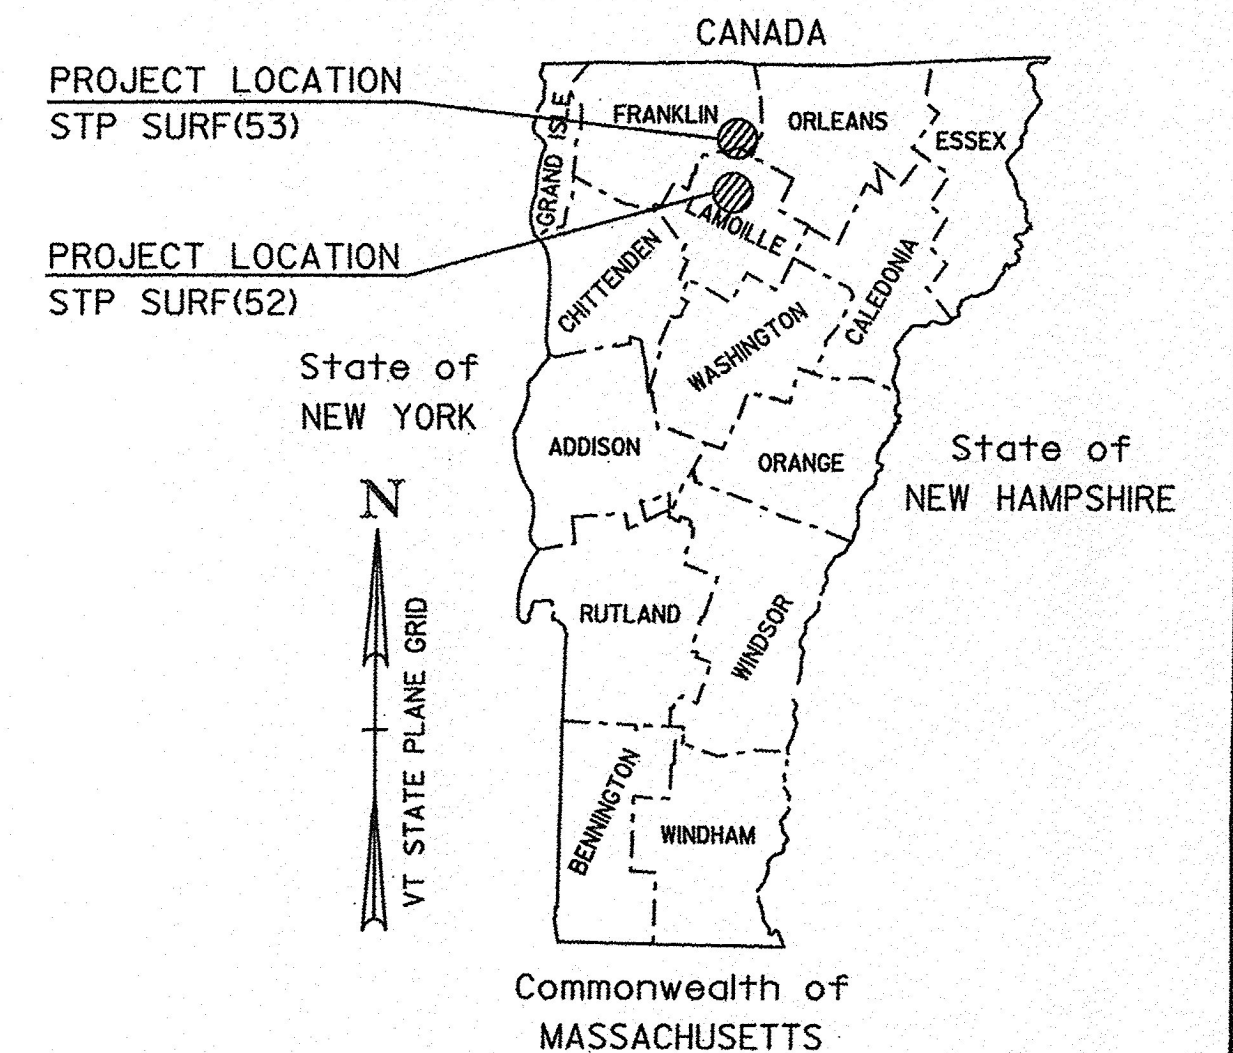 CANADA
PROJECT LOCATION
STP SURF(53)
GRAND ISLE
FRANKLIN
ORLEANS
ESSEX
LAMOILLE
PROJECT LOCATION
STP SURF(52)
CHITTENDEN
CALEDONIA
WASHINGTON
State of
NEW YORK
ADDISON
ORANGE
State of
NEW HAMPSHIRE
N
VT STATE PLANE GRID
RUTLAND
WINDSOR
BENNINGTON
WINDHAM
Commonwealth of
MASSACHUSETTS